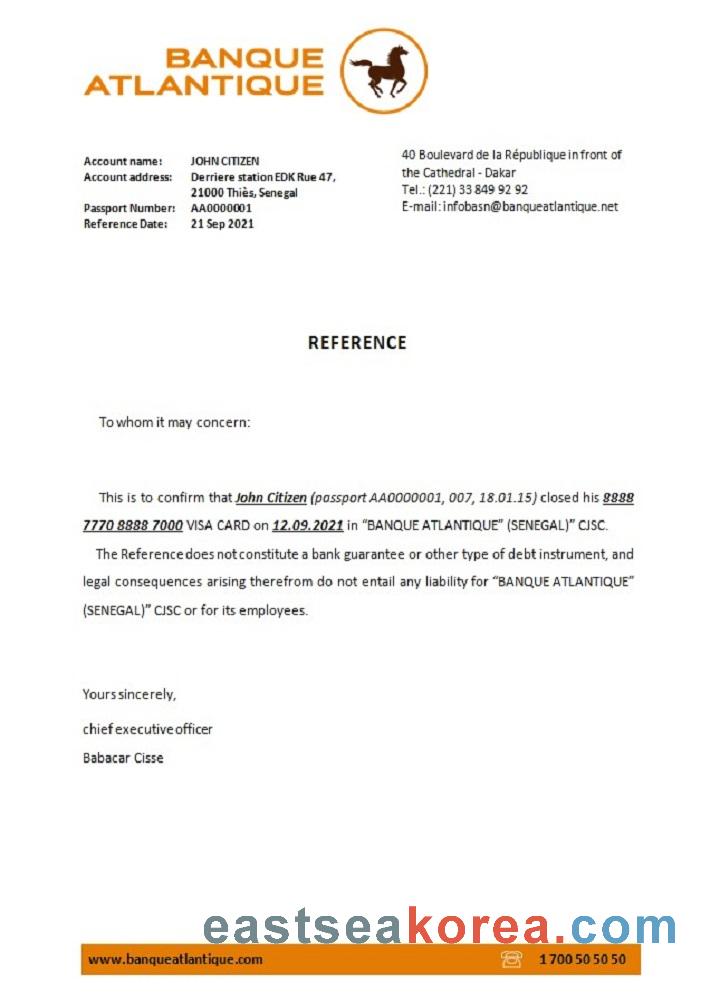 BANQUE
ATLANTIQUE
Account name: JOHN CITIZEN
Account address: Derriere station EDK Rue 47,
21000 Thiès, Senegal
Passport Number: AA0000001
Reference Date: 21 Sep 2021
40 Boulevard de la République in front of
the Cathedral - Dakar
Tel.: (221) 33 849 92 92
E-mail: infobasn@banqueatlantique.net
REFERENCE
To whom it may concern:
This is to confirm that John Citizen (passport AA0000001, 007, 18.01.15) closed his 8888
7770 8888 7000 VISA CARD on 12.09.2021 in “BANQUE ATLANTIQUE” (SENEGAL)” CJSC.
The Reference does not constitute a bank guarantee or other type of debt instrument, and
legal consequences arising therefrom do not entail any liability for “BANQUE ATLANTIQUE”
(SENEGAL)” CJSC or for its employees.
Yours sincerely,
chief executive officer
Babacar Cisse
eastseakorea.com
www.banqueatlantique.com 1 700 50 50 50